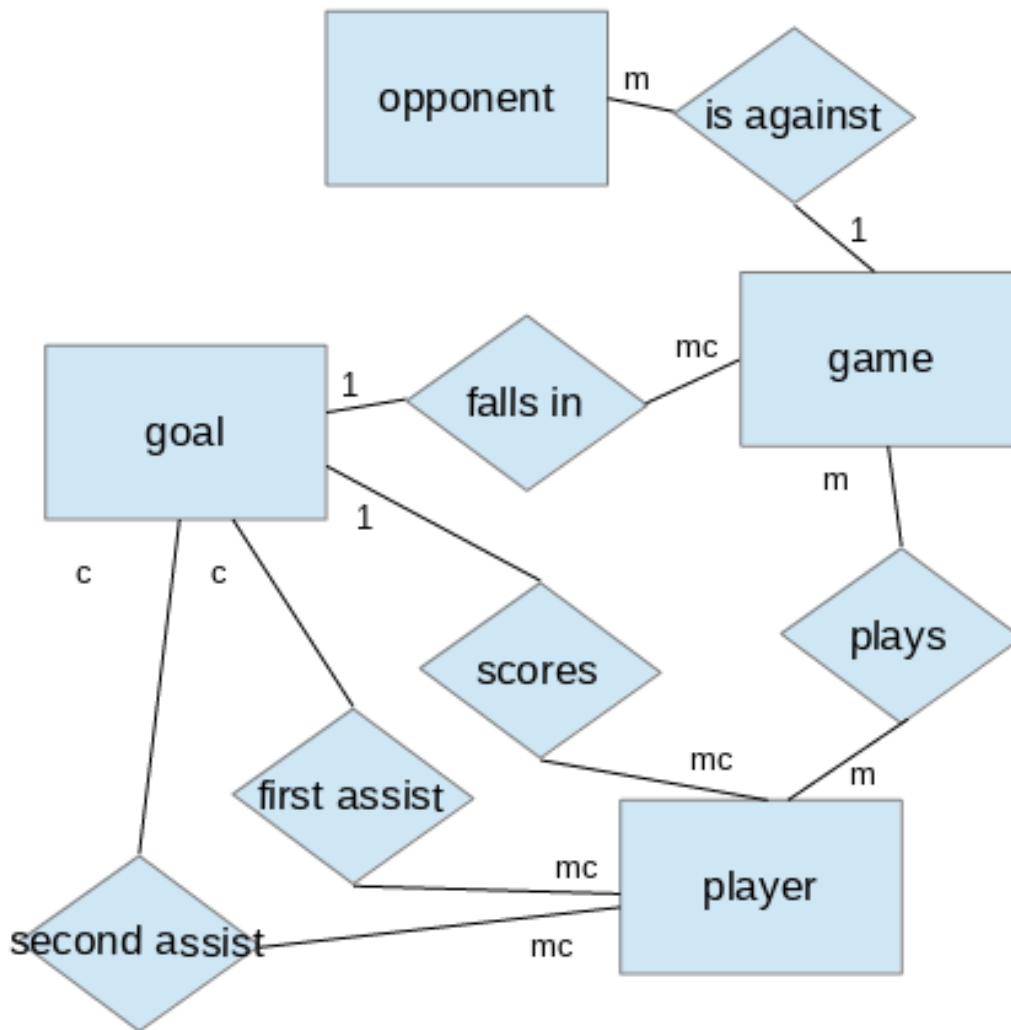 opponent
m
is against
1
game
mc
falls in
1
goal
m
1
c
c
plays
scores
mc
m
first assist
mc
player
second assist
mc